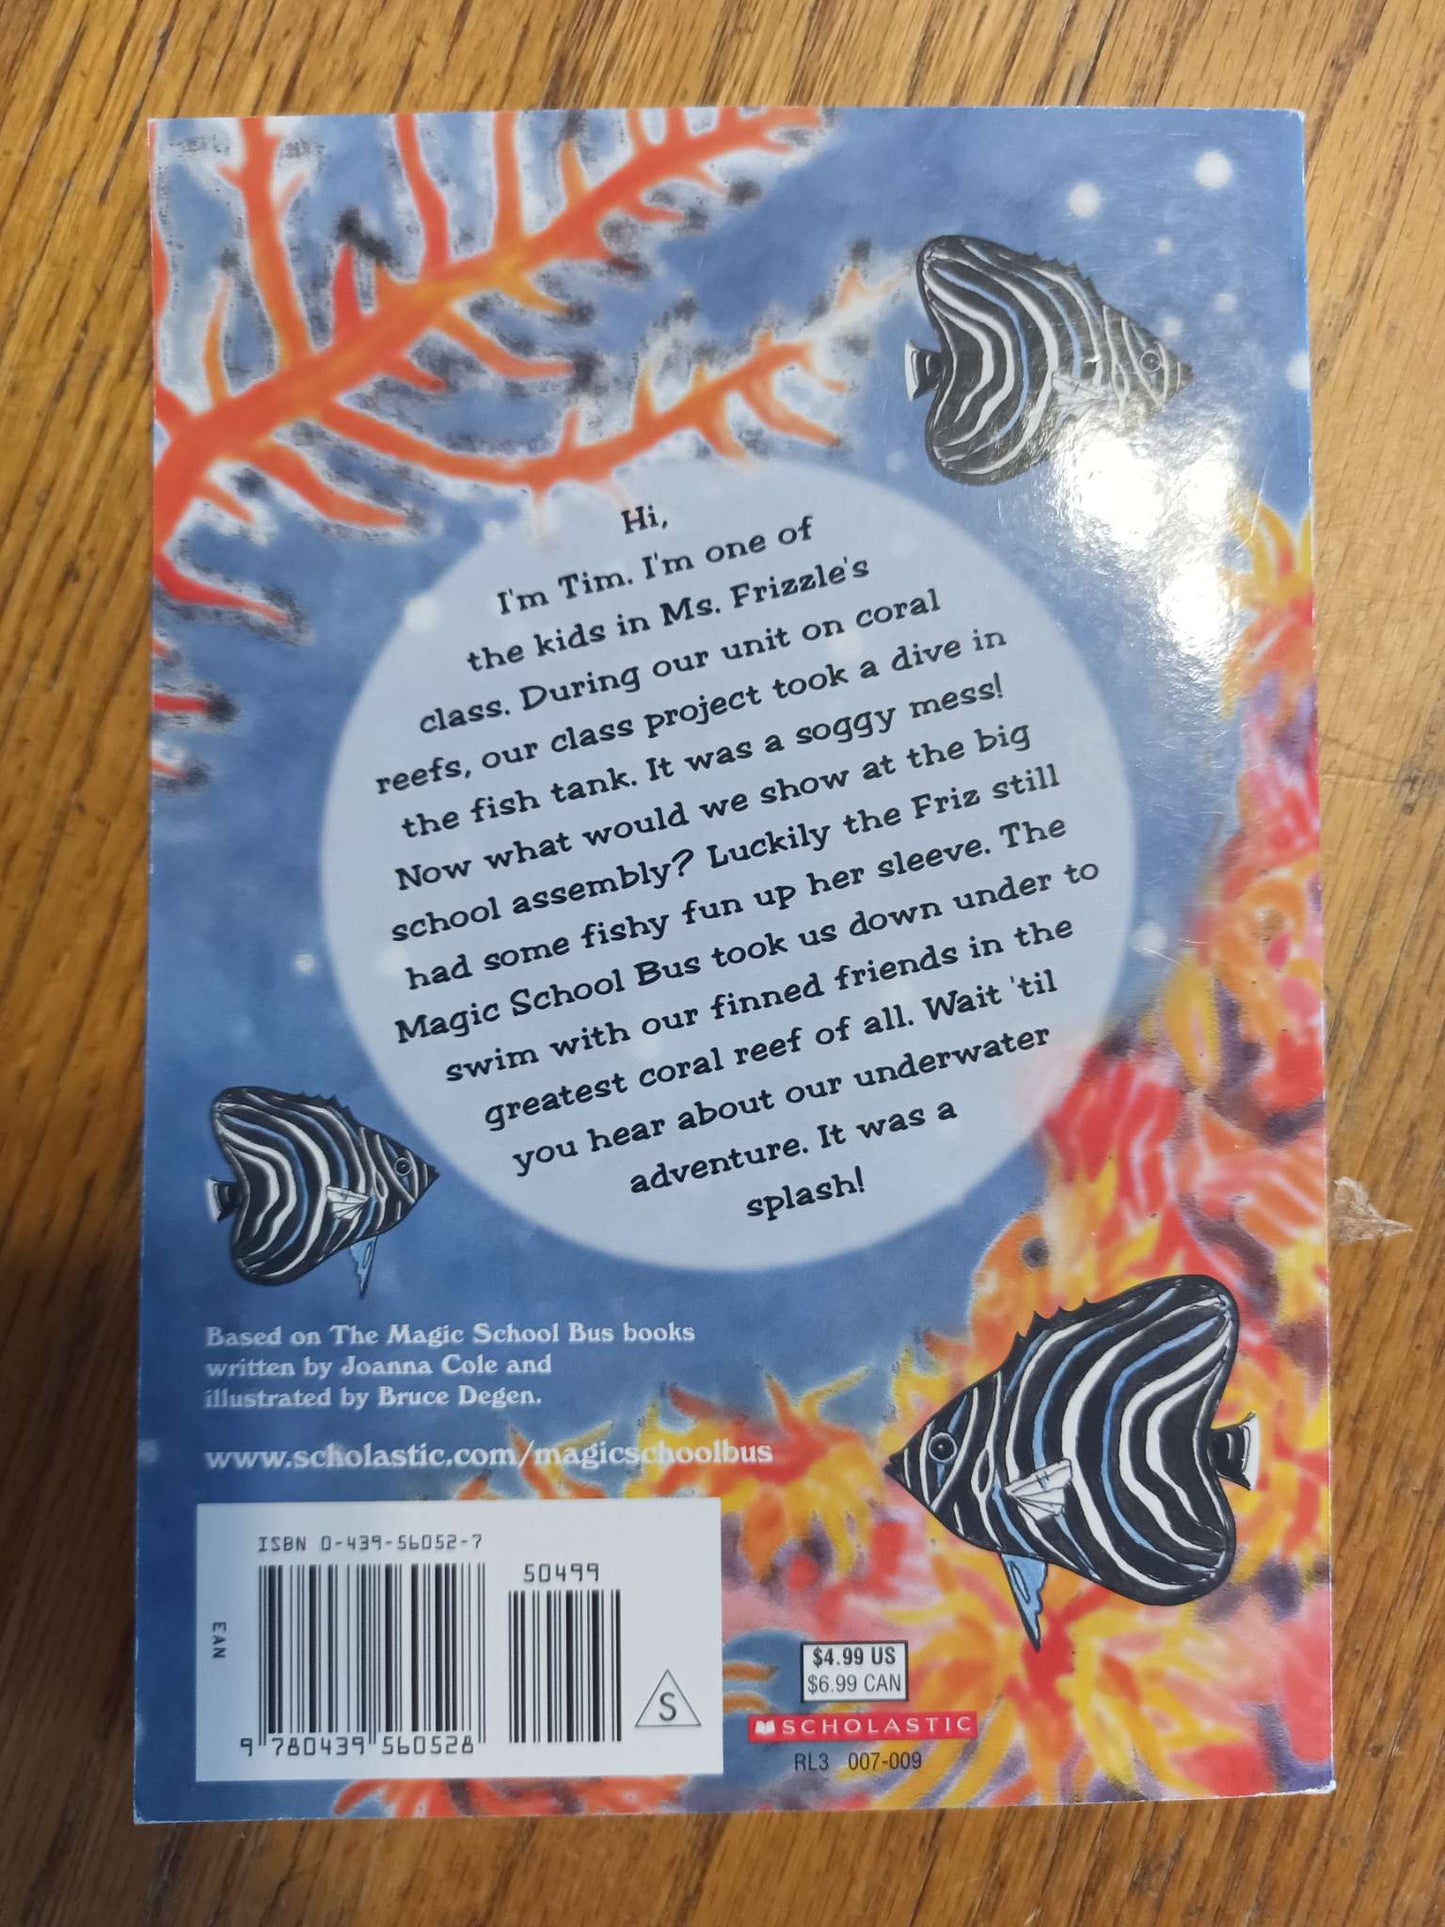 Hi,
I'm Tim. I'm one of
the kids in Ms. Frizzle's
class. During our unit on coral
reefs, our class project took a dive in
the fish tank. It was a soggy mess!
Now what would we show at the big
school assembly? Luckily the Friz still
had some fishy fun up her sleeve. The
Magic School Bus took us down under to
swim with our finned friends in the
greatest coral reef of all. Wait 'til
you hear about our underwater
adventure. It was a
splash!
Based on The Magic School Bus books
written by Joanna Cole and
illustrated by Bruce Degen.
www.scholastic.com/magicschoolbus
ISBN 0-439-56052-7
50499
EAN
9 780439 560528
S
$4.99 US
$6.99 CAN
SCHOLASTIC
RL3 007-009